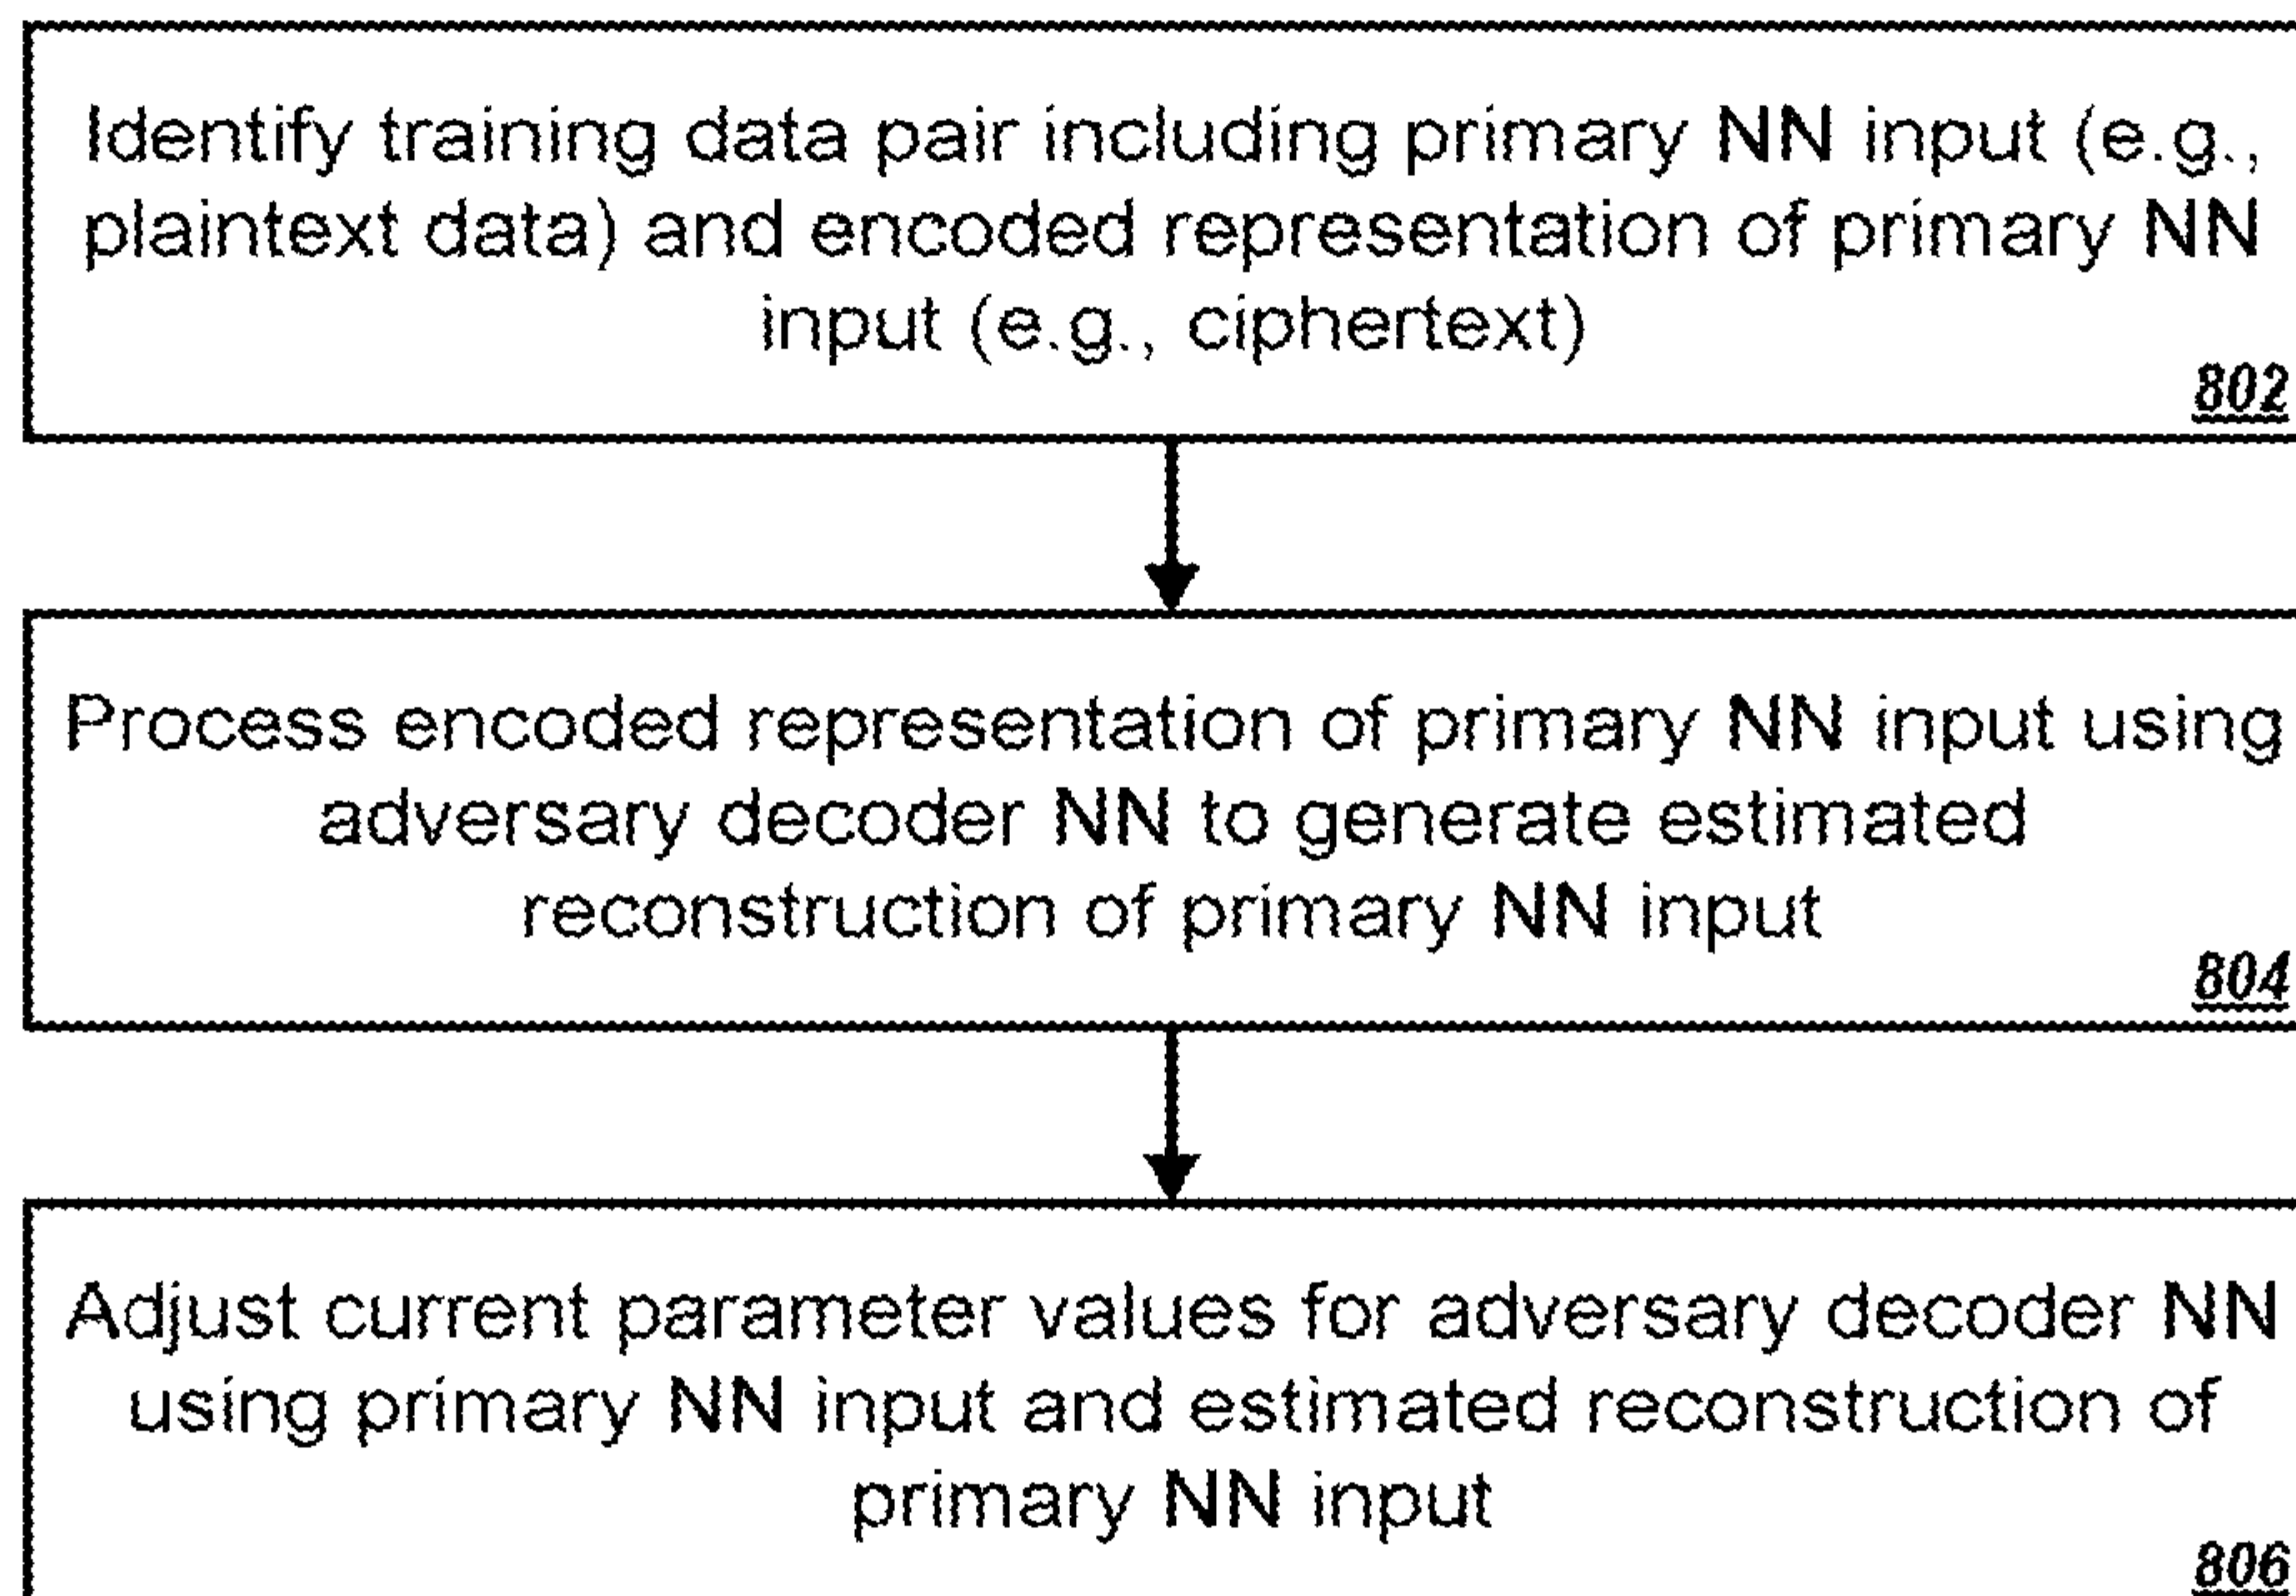 Identify training data pair including primary NN input (e.g.,
plaintext data) and encoded representation of primary NN
input (e.g., ciphertext)
802
Process encoded representation of primary NN input using
adversary decoder NN to generate estimated
reconstruction of primary NN input
804
Adjust current parameter values for adversary decoder NN
using primary NN input and estimated reconstruction of
primary NN input
806